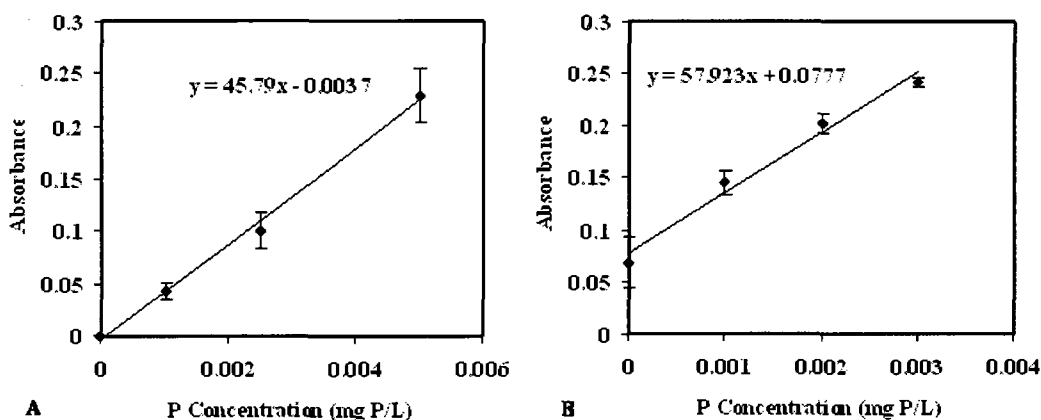 0.3
0.25
0.2
0.15
0.1
0.05
0
Absorbance
y = 45.79x - 0.0037
0 0.002 0.004 0.006
A P Concentration (mg P/L)
0.3
0.25
0.2
0.15
0.1
0.05
0
Absorbance
y = 57.923x + 0.0777
0 0.001 0.002 0.003 0.004
B P Concentration (mg P/L)